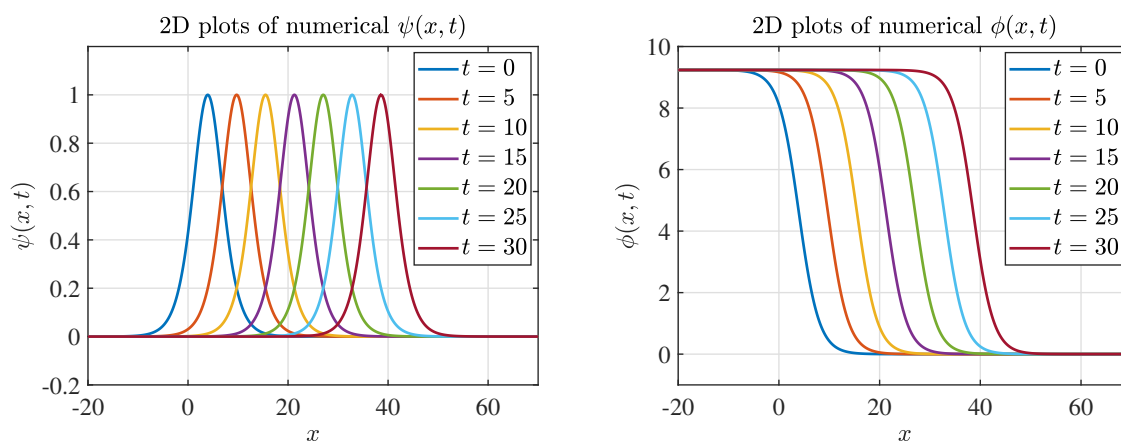 2D plots of numerical ψ(x, t)
ψ(x, t)
1
0.8
0.6
0.4
0.2
0
-0.2
t = 0
t = 5
t = 10
t = 15
t = 20
t = 25
t = 30
-20 0 20 40 60
x
2D plots of numerical ϕ(x, t)
ϕ(x, t)
10
8
6
4
2
0
t = 0
t = 5
t = 10
t = 15
t = 20
t = 25
t = 30
-20 0 20 40 60
x